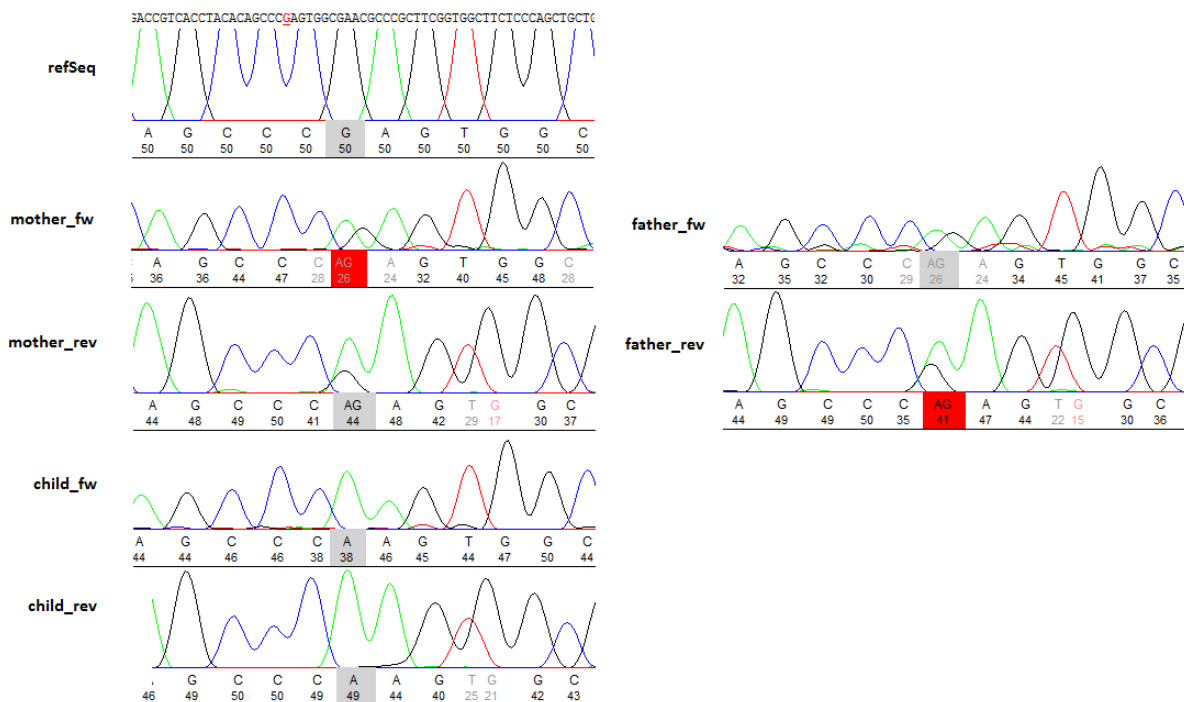 GACCGTCACCTACACAGCCCGAGTGGCGAACGCCCGCTTCGGTGGCTTCTCCCAGCTGCTG
refSeq
A G C C C G A G T G G C
50 50 50 50 50 50 50 50 50 50 50 50
mother_fw
A G C C C AG A G T G G C
36 36 44 47 28 26 24 32 40 45 48 28
mother_rev
A G C C C AG A G T G G C
44 48 49 50 41 44 48 42 29 17 30 37
child_fw
A G C C C A A G T G G C
44 44 46 46 38 38 46 45 44 47 50 44
child_rev
G C C C A A G T G G C
46 49 50 50 49 49 44 40 25 21 42 43
father_fw
A G C C C AG A G T G G C
32 35 32 30 29 26 24 34 45 41 37 35
father_rev
A G C C C AG A G T G G C
44 49 49 50 35 41 47 44 22 15 30 36